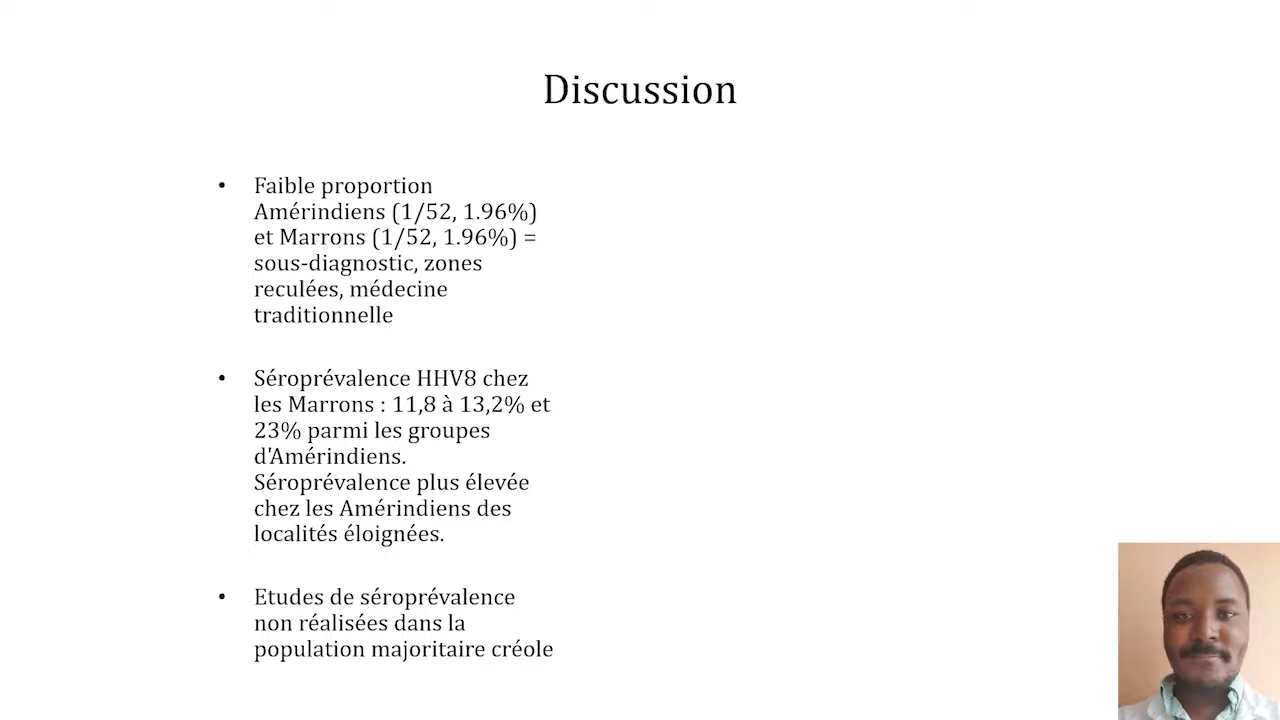 Discussion
• Faible proportion
Amérindiens (1/52, 1.96%)
et Marrons (1/52, 1.96%) =
sous-diagnostic, zones
reculées, médecine
traditionnelle
• Séroprévalence HHV8 chez
les Marrons : 11,8 à 13,2% et
23% parmi les groupes
d'Amérindiens.
Séroprévalence plus élevée
chez les Amérindiens des
localités éloignées.
• Etudes de séroprévalence
non réalisées dans la
population majoritaire créole